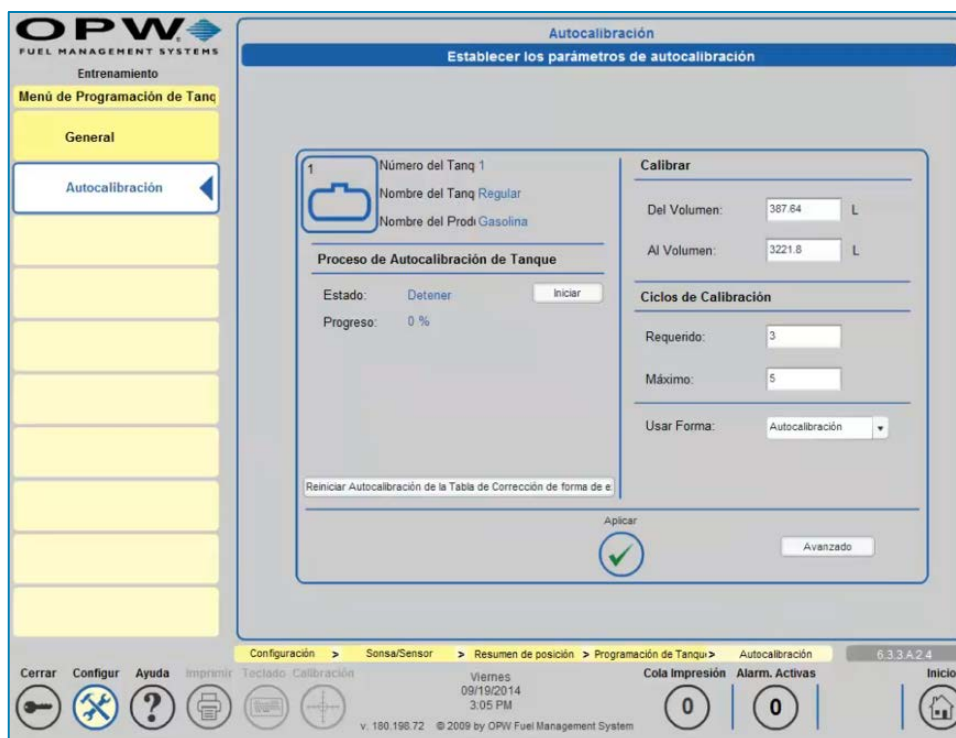 OPW
FUEL MANAGEMENT SYSTEMS
Entrenamiento
Menú de Programación de Tanq
General
Autocalibración
Autocalibración
Establecer los parámetros de autocalibración
1
Número del Tanq 1
Nombre del Tanq Regular
Nombre del Prodi Gasolina
Proceso de Autocalibración de Tanque
Estado: Detener Iniciar
Progreso: 0 %
Reiniciar Autocalibración de la Tabla de Corrección de forma de e
Calibrar
Del Volumen: 387.64 L
Al Volumen: 3221.8 L
Ciclos de Calibración
Requerido: 3
Máximo: 5
Usar Forma: Autocalibración
Aplicar
Avanzado
Configuración > Sonsa/Sensor > Resumen de posición > Programación de Tanqu> Autocalibración 6.3.3.A.2.4
Cerrar Configur Ayuda Imprimir Teclado Calibración
Viernes
09/19/2014
3:05 PM
v. 180.198.72 © 2009 by OPW Fuel Management System
Cola Impresión Alarm. Activas Inicio
0 0